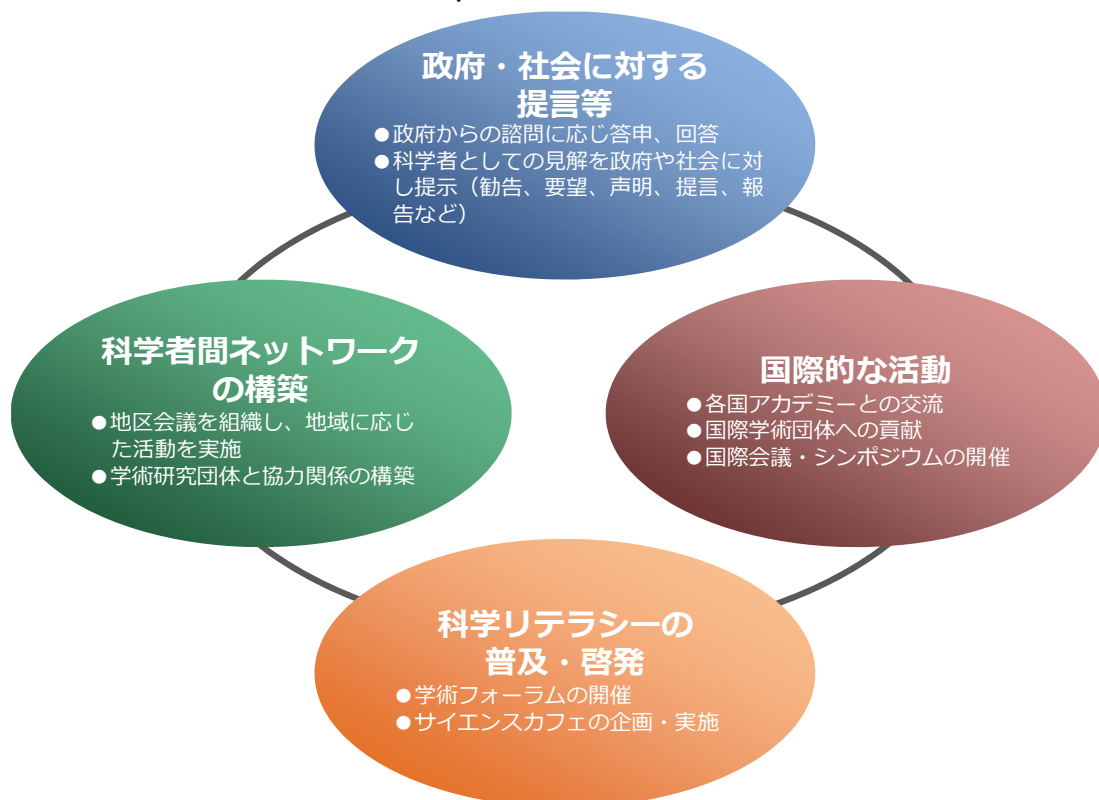 政府・社会に対する
提言等
●政府からの諮問に応じ答申、回答
●科学者としての見解を政府や社会に対
し提示（勧告、要望、声明、提言、報
告など）
科学者間ネットワーク
の構築
●地区会議を組織し、地域に応じ
た活動を実施
●学術研究団体と協力関係の構築
国際的な活動
●各国アカデミーとの交流
●国際学術団体への貢献
●国際会議・シンポジウムの開催
科学リテラシーの
普及・啓発
●学術フォーラムの開催
●サイエンスカフェの企画・実施